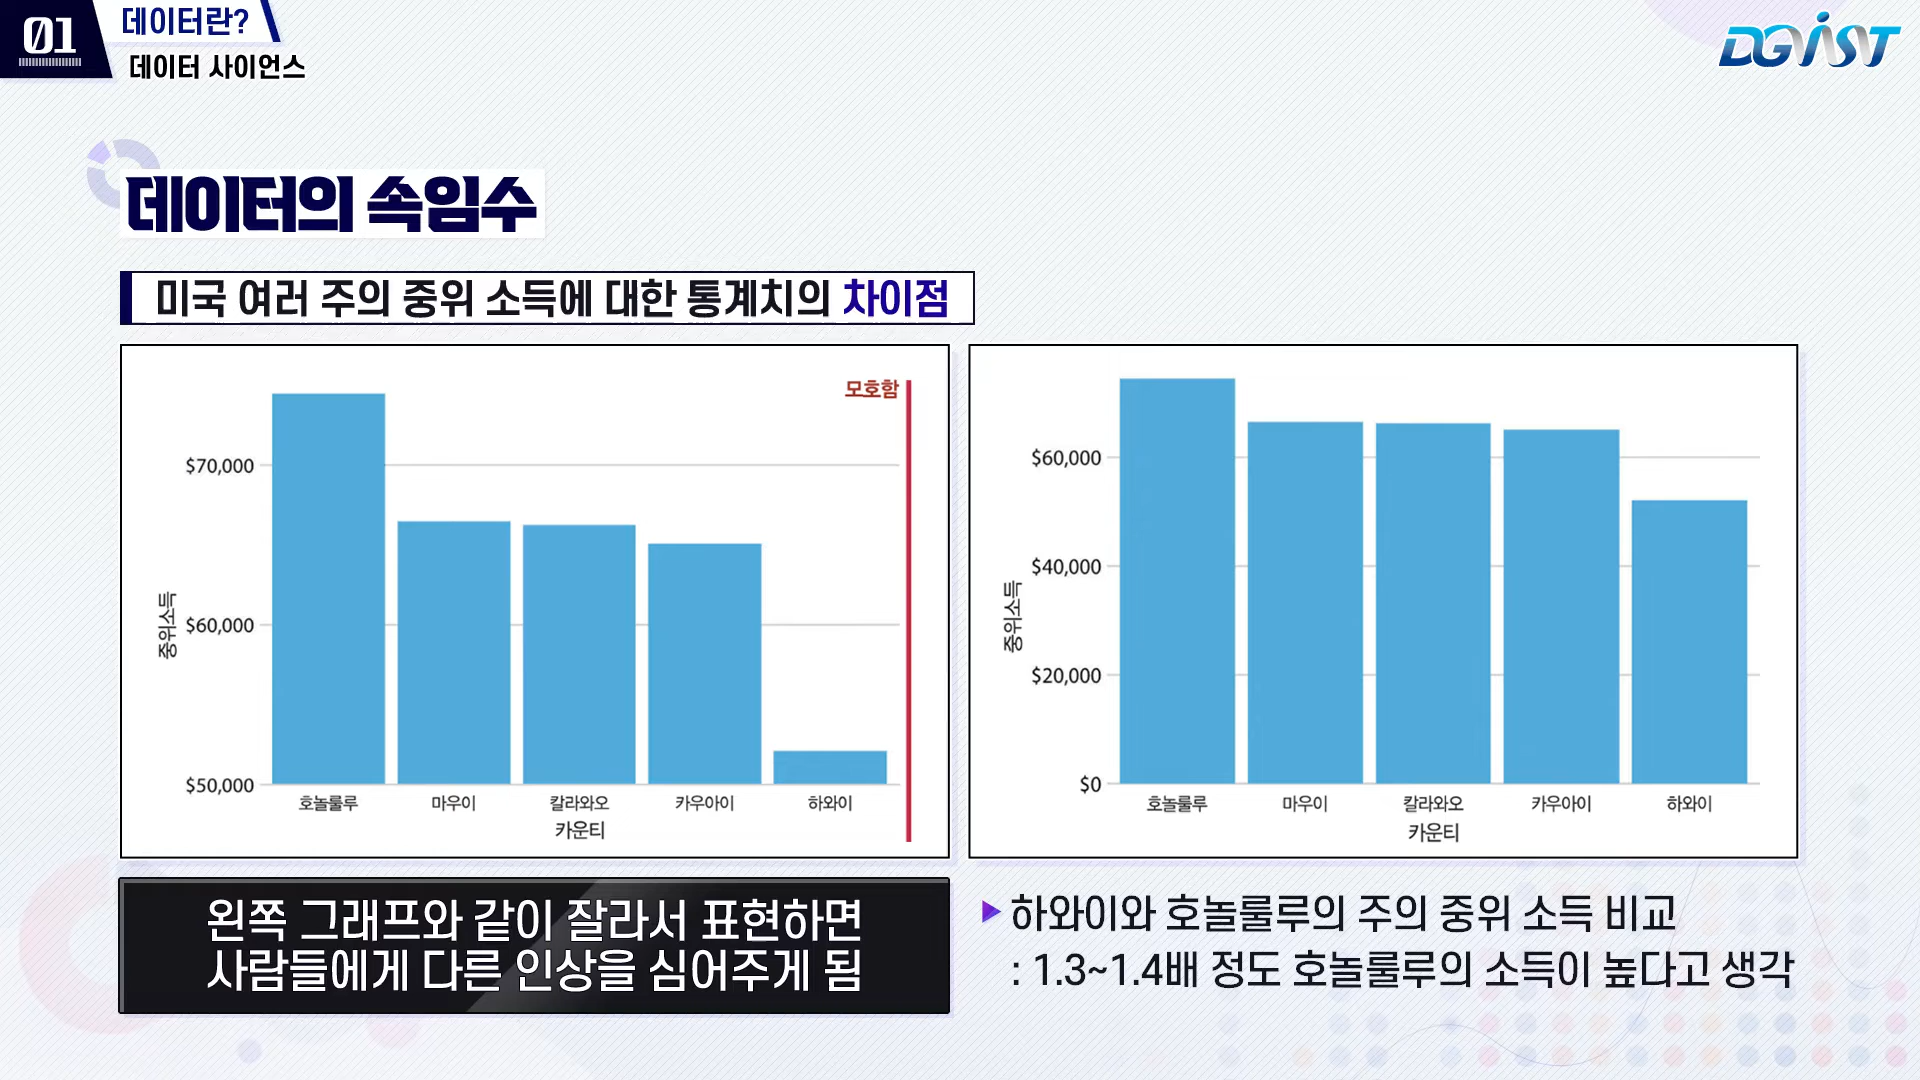 01
데이터란?
데이터 사이언스
DGIST
데이터의 속임수
미국 여러 주의 중위 소득에 대한 통계치의 차이점
모호함
$70,000
$60,000
$50,000
중위소득
호놀룰루 마우이 칼라와오 카우아이 하와이
카운티
$60,000
$40,000
$20,000
$0
중위소득
호놀룰루 마우이 칼라와오 카우아이 하와이
카운티
왼쪽 그래프와 같이 잘라서 표현하면
사람들에게 다른 인상을 심어주게 됨
하와이와 호놀룰루의 주의 중위 소득 비교
: 1.3~1.4배 정도 호놀룰루의 소득이 높다고 생각